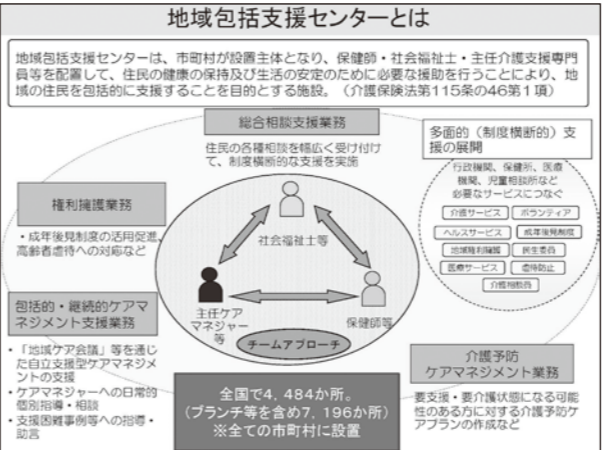 地域包括支援センターとは
地域包括支援センターは、市町村が設置主体となり、保健師・社会福祉士・主任介護支援専門
員等を配置して、住民の健康の保持及び生活の安定のために必要な援助を行うことにより、地
域の住民を包括的に支援することを目的とする施設。（介護保険法第115条の46第1項）
総合相談支援業務
住民の各種相談を幅広く受け付け
て、制度横断的な支援を実施
多面的（制度横断的）支
援の展開
行政機関、保健所、医療
機関、児童相談所など
必要なサービスにつなぐ
介護サービス
ボランティア
ヘルスサービス
成年後見制度
地域権利擁護
民生委員
医療サービス
虐待防止
介護相談員
権利擁護業務
・成年後見制度の活用促進、
高齢者虐待への対応など
社会福祉士等
主任ケア
マネジャー
等
保健師等
チームアプローチ
包括的・継続的ケアマ
ネジメント支援業務
・「地域ケア会議」等を通じ
た自立支援型ケアマネジメ
ントの支援
・ケアマネジャーへの日常的
個別指導・相談
・支援困難事例等への指導・
助言
全国で4，484か所。
（ブランチ等を含め7，196か所）
※全ての市町村に設置
介護予防
ケアマネジメント業務
要支援・要介護状態になる可能
性のある方に対する介護予防ケ
アプランの作成など